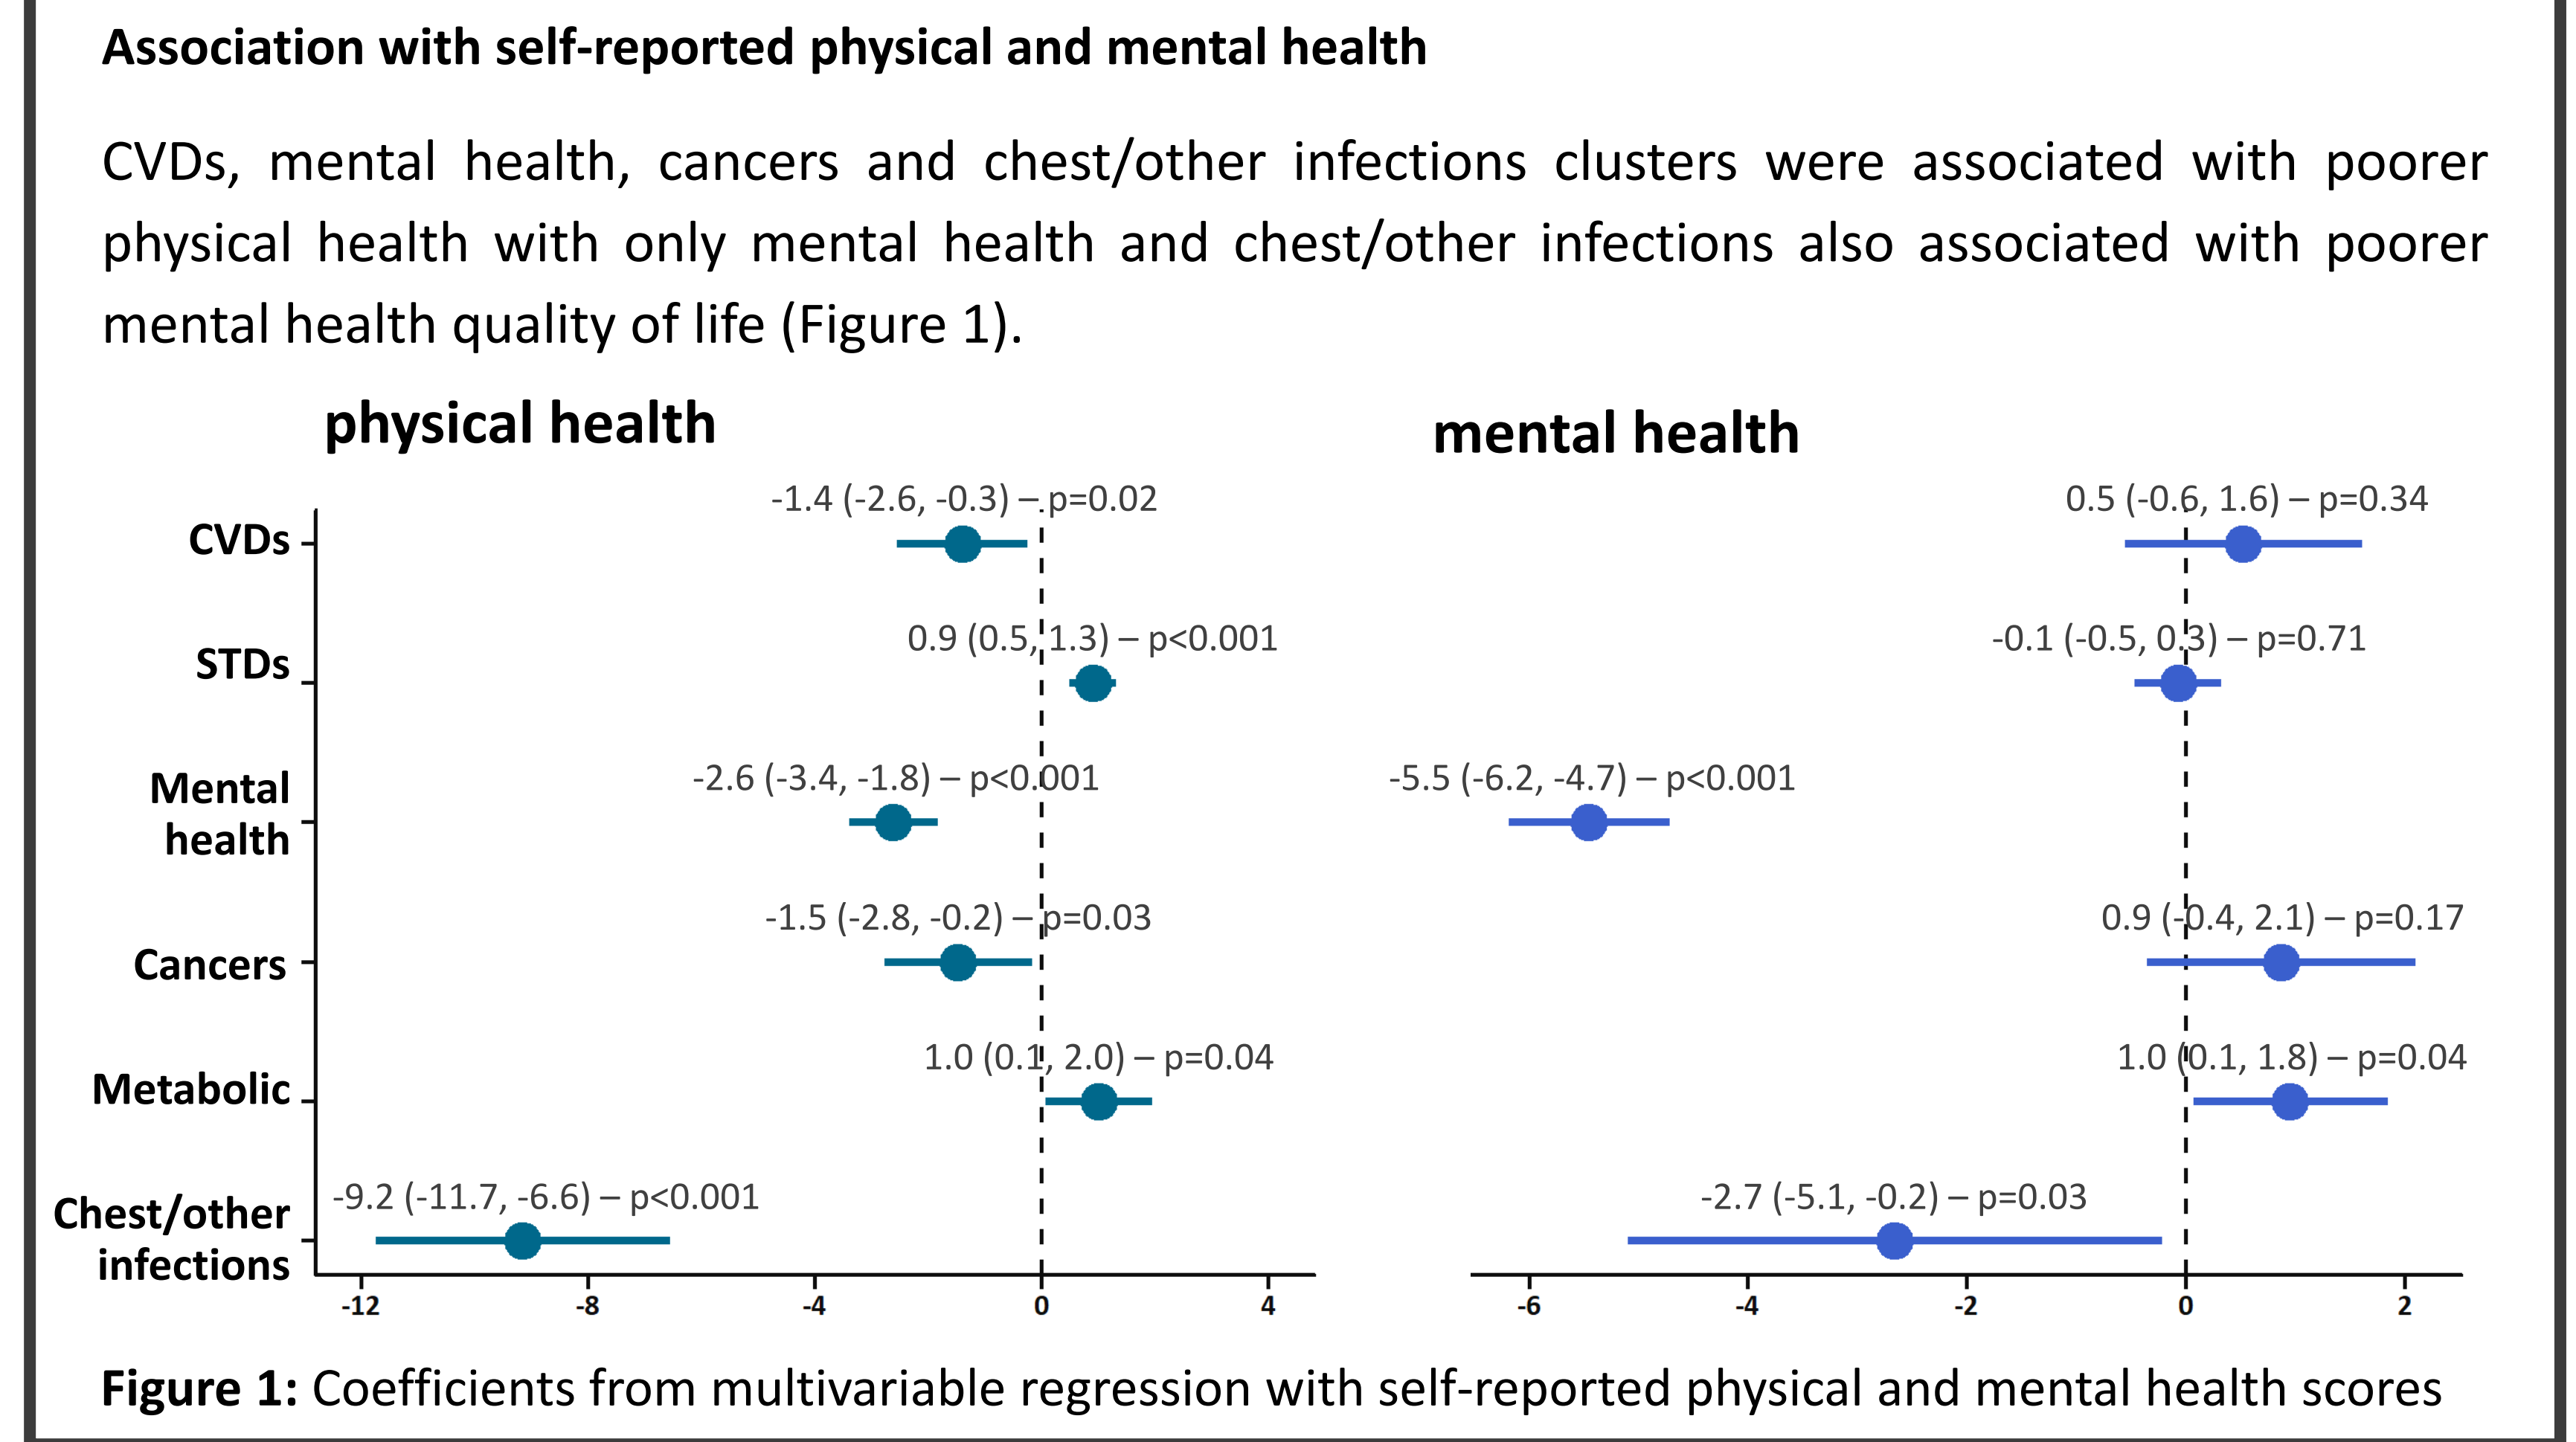 Association with self-reported physical and mental health
CVDs, mental health, cancers and chest/other infections clusters were associated with poorer
physical health with only mental health and chest/other infections also associated with poorer
mental health quality of life (Figure 1).
physical health
mental health
CVDs
-1.4 (-2.6, -0.3) – p=0.02
0.5 (-0.6, 1.6) – p=0.34
STDs
0.9 (0.5, 1.3) – p<0.001
-0.1 (-0.5, 0.3) – p=0.71
Mental
health
-2.6 (-3.4, -1.8) – p<0.001
-5.5 (-6.2, -4.7) – p<0.001
Cancers
-1.5 (-2.8, -0.2) – p=0.03
0.9 (-0.4, 2.1) – p=0.17
Metabolic
1.0 (0.1, 2.0) – p=0.04
1.0 (0.1, 1.8) – p=0.04
Chest/other
infections
-9.2 (-11.7, -6.6) – p<0.001
-2.7 (-5.1, -0.2) – p=0.03
-12 -8 -4 0 4
-6 -4 -2 0 2
Figure 1: Coefficients from multivariable regression with self-reported physical and mental health scores